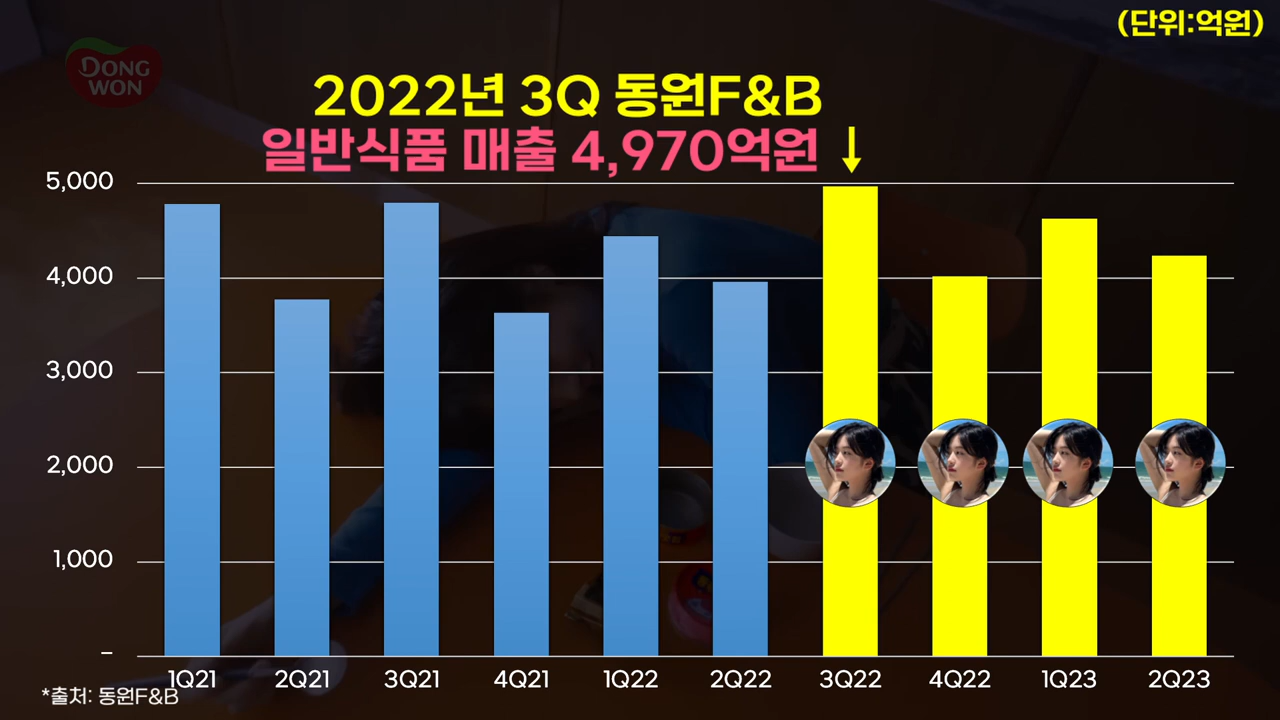 (단위:억원)
DONG
WON
2022년 3Q 동원F&B
일반식품 매출 4,970억원
↓
5,000
4,000
3,000
2,000
1,000
–
1Q21 2Q21 3Q21 4Q21 1Q22 2Q22 3Q22 4Q22 1Q23 2Q23
*출처: 동원F&B